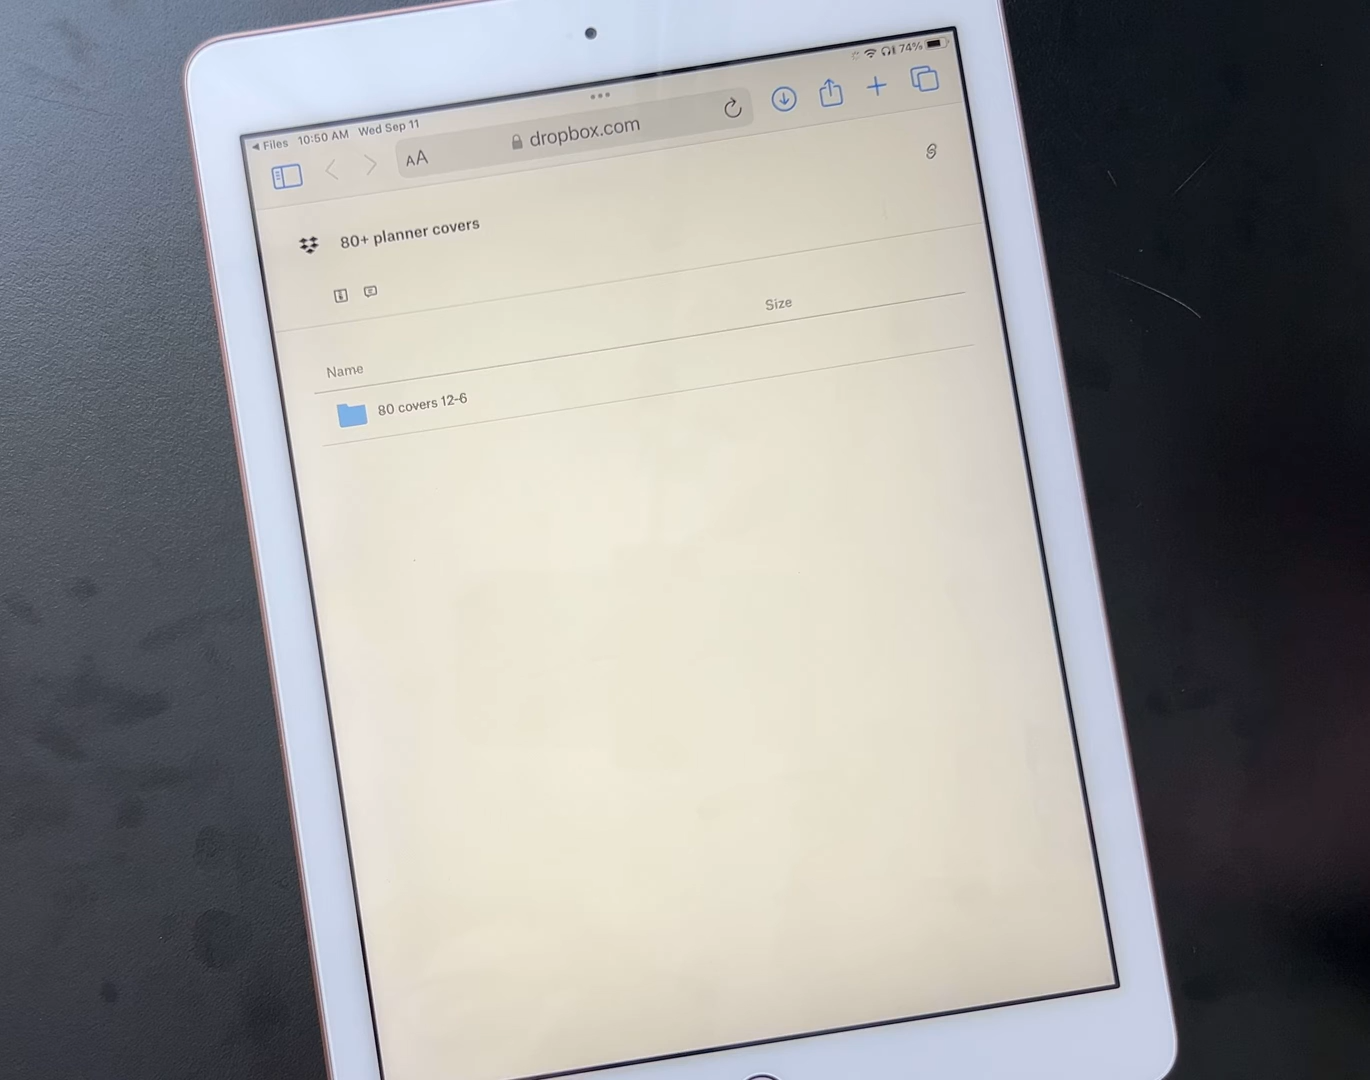 Files 10:50 AM Wed Sep 11 74%
AA dropbox.com
80+ planner covers
Name Size
80 covers 12-6